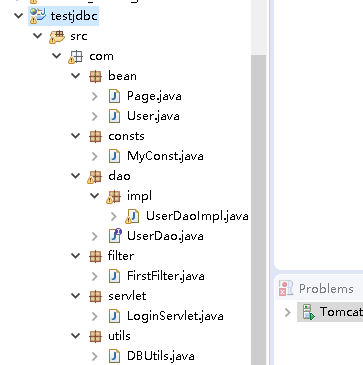 testjdbc
src
com
bean
Page.java
User.java
consts
MyConst.java
dao
impl
UserDaoImpl.java
UserDao.java
filter
FirstFilter.java
servlet
LoginServlet.java
utils
DBUtils.java
Problems
Tomcat